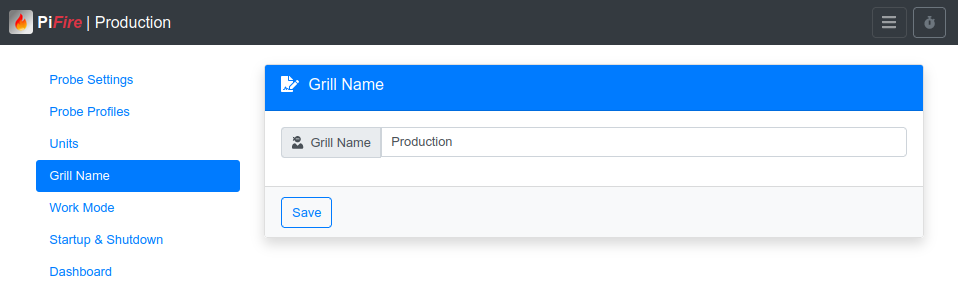 PiFire | Production
Probe Settings
Probe Profiles
Units
Grill Name
Work Mode
Startup & Shutdown
Dashboard
Grill Name
Grill Name Production
Save